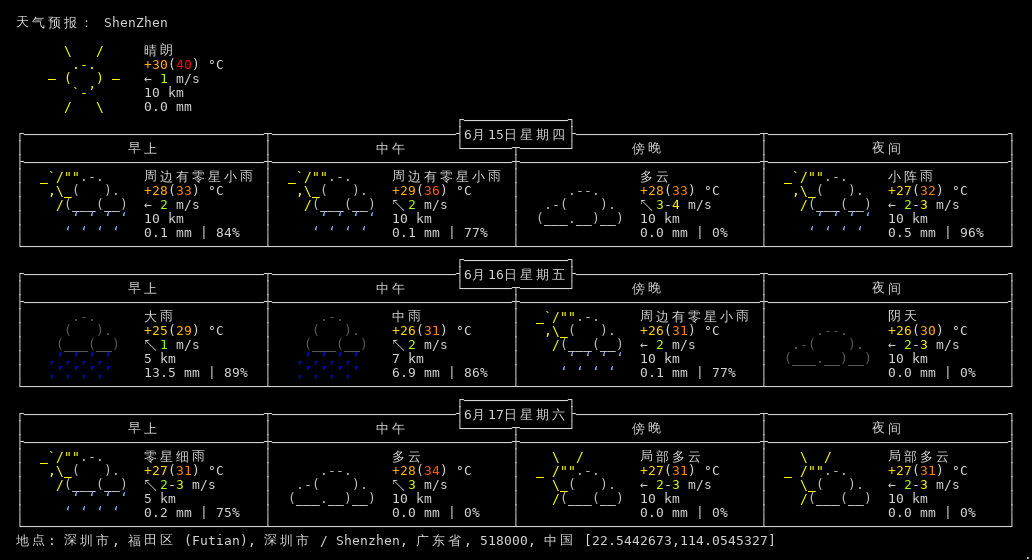 天气预报： ShenZhen
晴朗
+30(40) °C
← 1 m/s
10 km
0.0 mm
6月15日星期四
早上 中午 傍晚 夜间
周边有零星小雨 周边有零星小雨 多云 小阵雨
+28(33) °C +29(36) °C +28(33) °C +27(32) °C
← 2 m/s ↖ 2 m/s ↖ 3-4 m/s ← 2-3 m/s
10 km 10 km 10 km 10 km
0.1 mm | 84% 0.1 mm | 77% 0.0 mm | 0% 0.5 mm | 96%
6月16日星期五
早上 中午 傍晚 夜间
大雨 中雨 周边有零星小雨 阴天
+25(29) °C +26(31) °C +26(31) °C +26(30) °C
↖ 1 m/s ↖ 2 m/s ← 2 m/s ← 2-3 m/s
5 km 7 km 10 km 10 km
13.5 mm | 89% 6.9 mm | 86% 0.1 mm | 77% 0.0 mm | 0%
6月17日星期六
早上 中午 傍晚 夜间
零星细雨 多云 局部多云 局部多云
+27(31) °C +28(34) °C +27(31) °C +27(31) °C
↖ 2-3 m/s ↖ 3 m/s ← 2-3 m/s ← 2-3 m/s
5 km 10 km 10 km 10 km
0.2 mm | 75% 0.0 mm | 0% 0.0 mm | 0% 0.0 mm | 0%
地点: 深圳市, 福田区 (Futian), 深圳市 / Shenzhen, 广东省, 518000, 中国 [22.5442673,114.0545327]